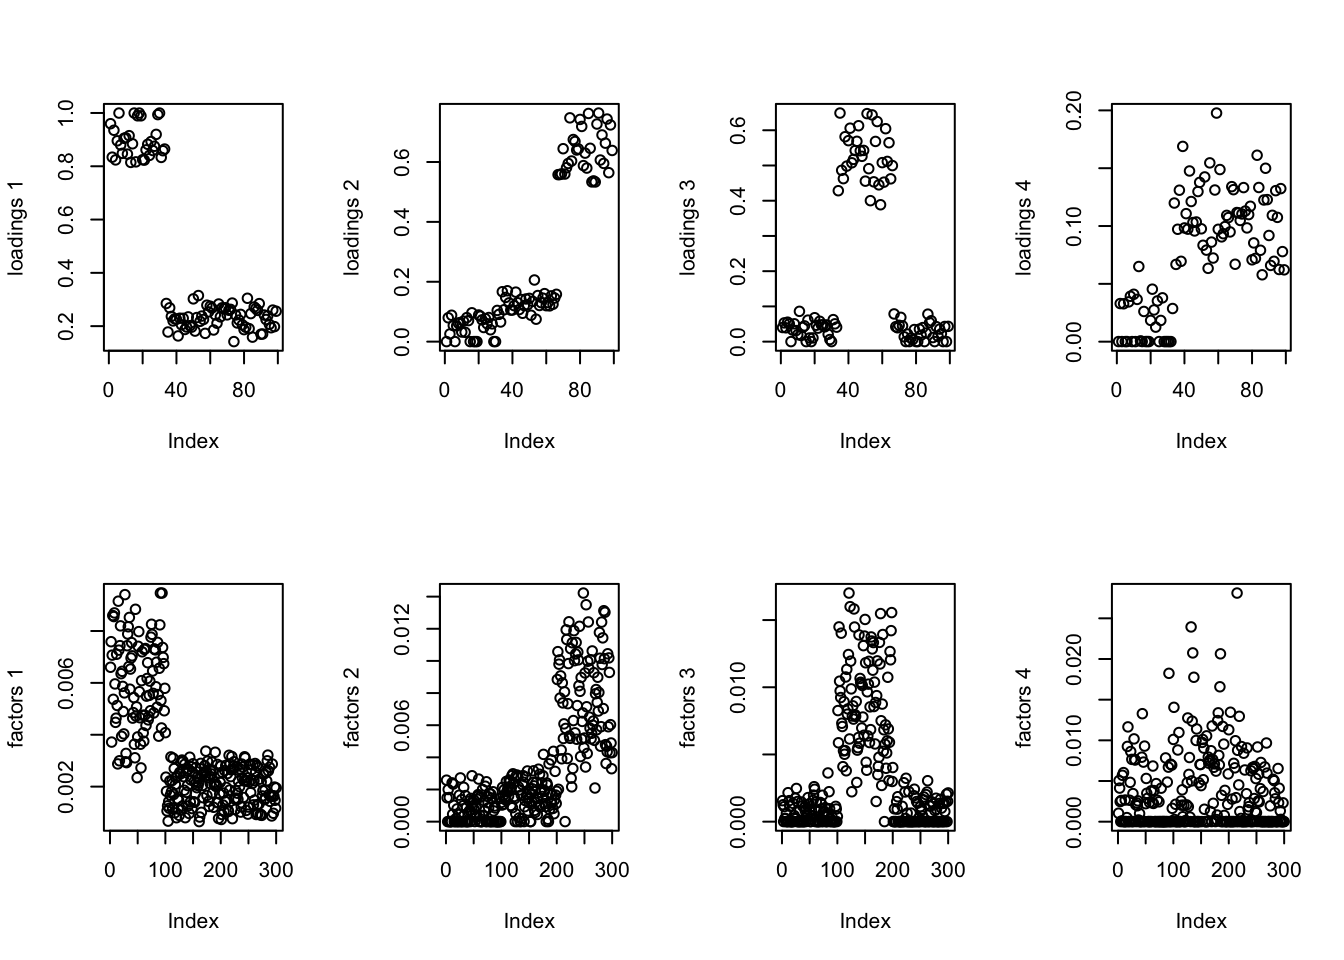 loadings 1
0.2 0.4 0.6 0.8 1.0
0 40 80
Index
loadings 2
0.0 0.2 0.4 0.6
0 40 80
Index
loadings 3
0.0 0.2 0.4 0.6
0 40 80
Index
loadings 4
0.00 0.10 0.20
0 40 80
Index
factors 1
0.002 0.006
0 100 200 300
Index
factors 2
0.000 0.006 0.012
0 100 200 300
Index
factors 3
0.000 0.010
0 100 200 300
Index
factors 4
0.000 0.010 0.020
0 100 200 300
Index